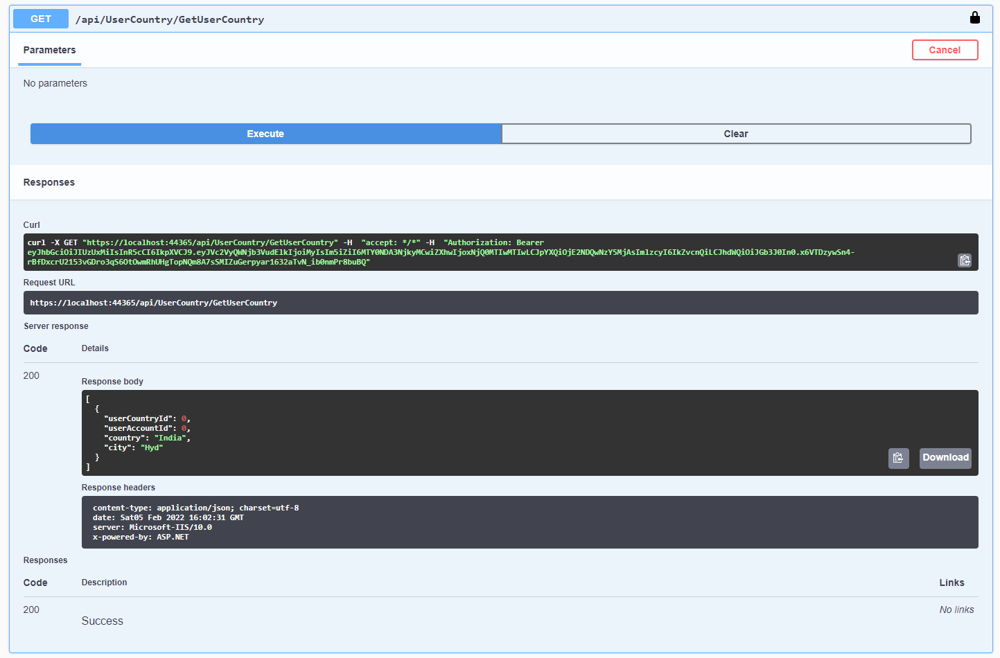 GET /api/UserCountry/GetUserCountry
Parameters
Cancel
No parameters
Execute
Clear
Responses
Curl
curl -X GET "https://localhost:44365/api/UserCountry/GetUserCountry" -H  "accept: */*" -H  "Authorization: Bearer
eyJhbGciOiJIUzUxMiIsInR5cCI6IkpXVCJ9.eyJVc2VyQWNjb3VudElkIjoiMyIsIm5iZiI6MTY0NDA3NjkyMCwiZXhwIjoxNjQ0MTIwMTIwLCJpYXQiOjE2NDQwNzY5MjAsImlzcyI6IkZvcnQiLCJhdWQiOiJGb3J0In0.x6VTDzywSn4-
rBfDxcrU2153vGDro3qS6OtOwmRhUHgTopNQm8A7sSMIZuGerpyar1632aTvN_ib0nmPr8buBQ"
Request URL
https://localhost:44365/api/UserCountry/GetUserCountry
Server response
Code Details
200
Response body
[
{
"userCountryId": 0,
"userAccountId": 0,
"country": "India",
"city": "Hyd"
}
]
Download
Response headers
content-type: application/json; charset=utf-8
date: Sat05 Feb 2022 16:02:31 GMT
server: Microsoft-IIS/10.0
x-powered-by: ASP.NET
Responses
Code Description Links
200 Success No links